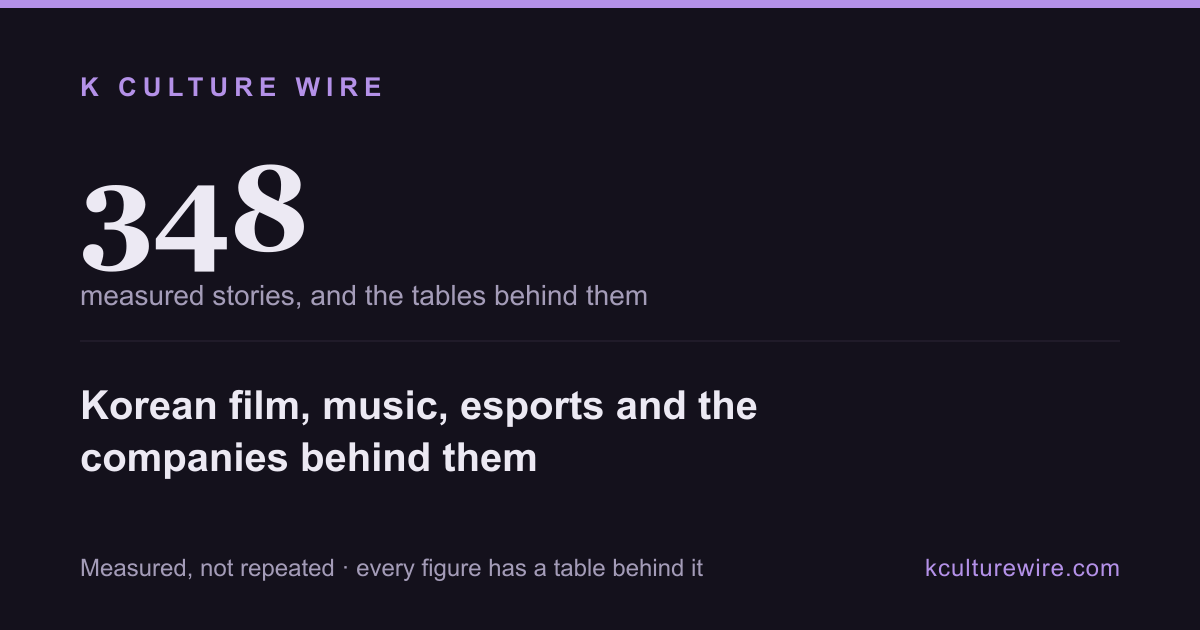 K CULTURE WIRE
348
measured stories, and the tables behind them
Korean film, music, esports and the
companies behind them
Measured, not repeated · every figure has a table behind it
kculturewire.com